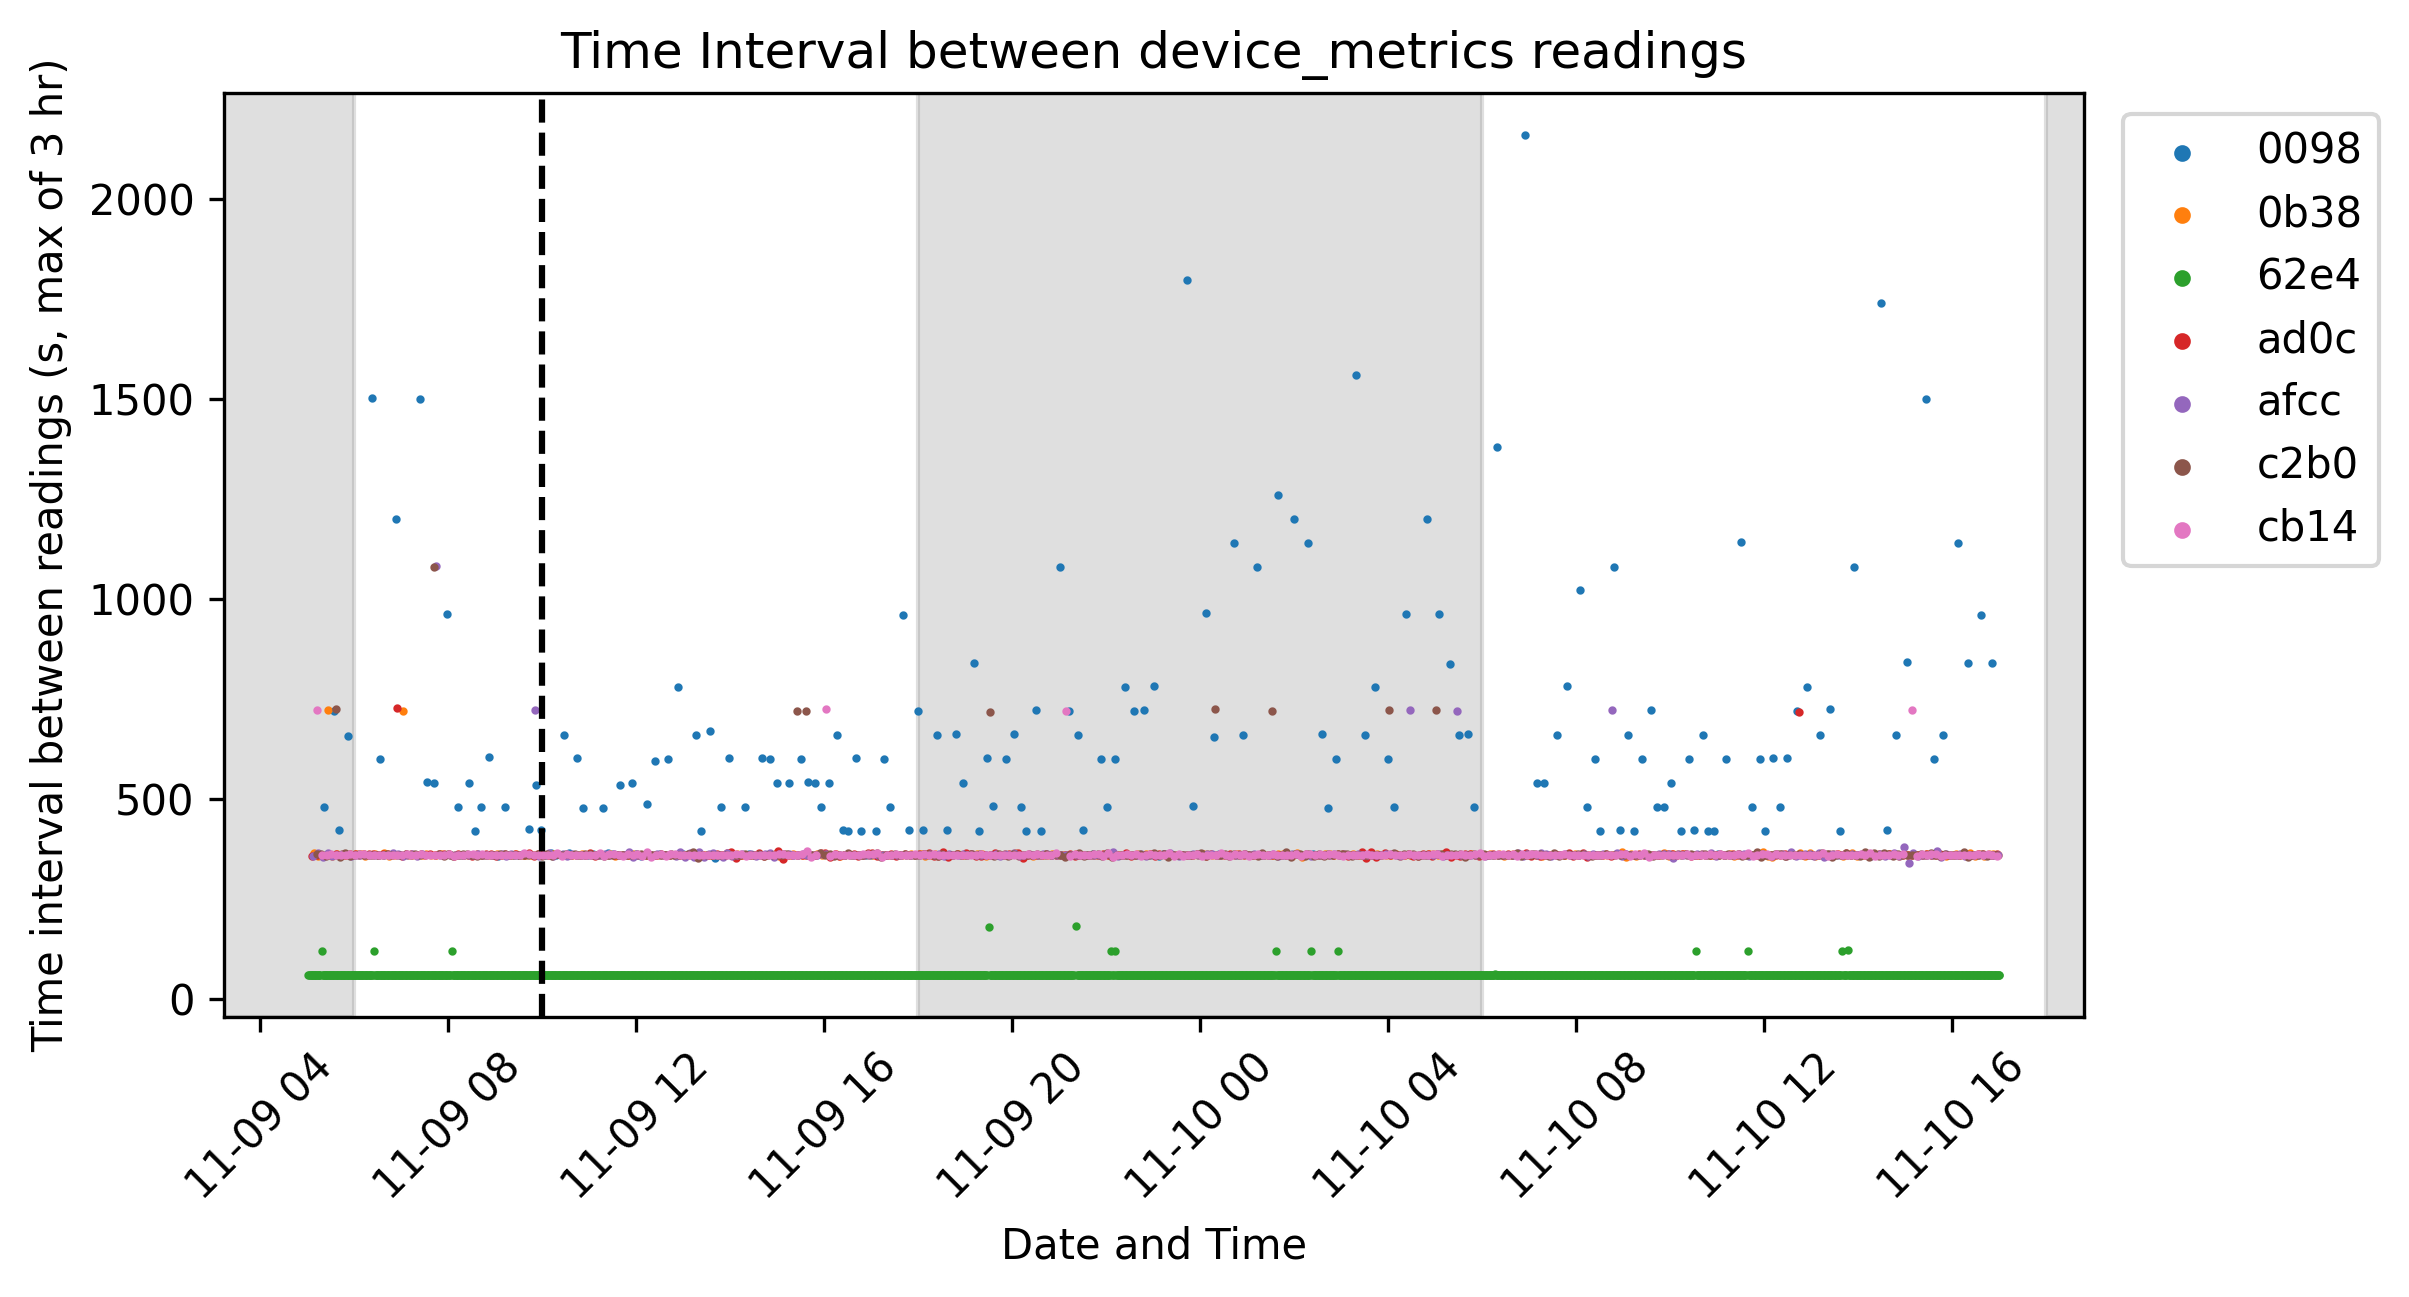 Time Interval between device_metrics readings
Time interval between readings (s, max of 3 hr)
2000
1500
1000
500
0
11-09 04
11-09 08
11-09 12
11-09 16
11-09 20
11-10 00
11-10 04
11-10 08
11-10 12
11-10 16
Date and Time
0098
0b38
62e4
ad0c
afcc
c2b0
cb14